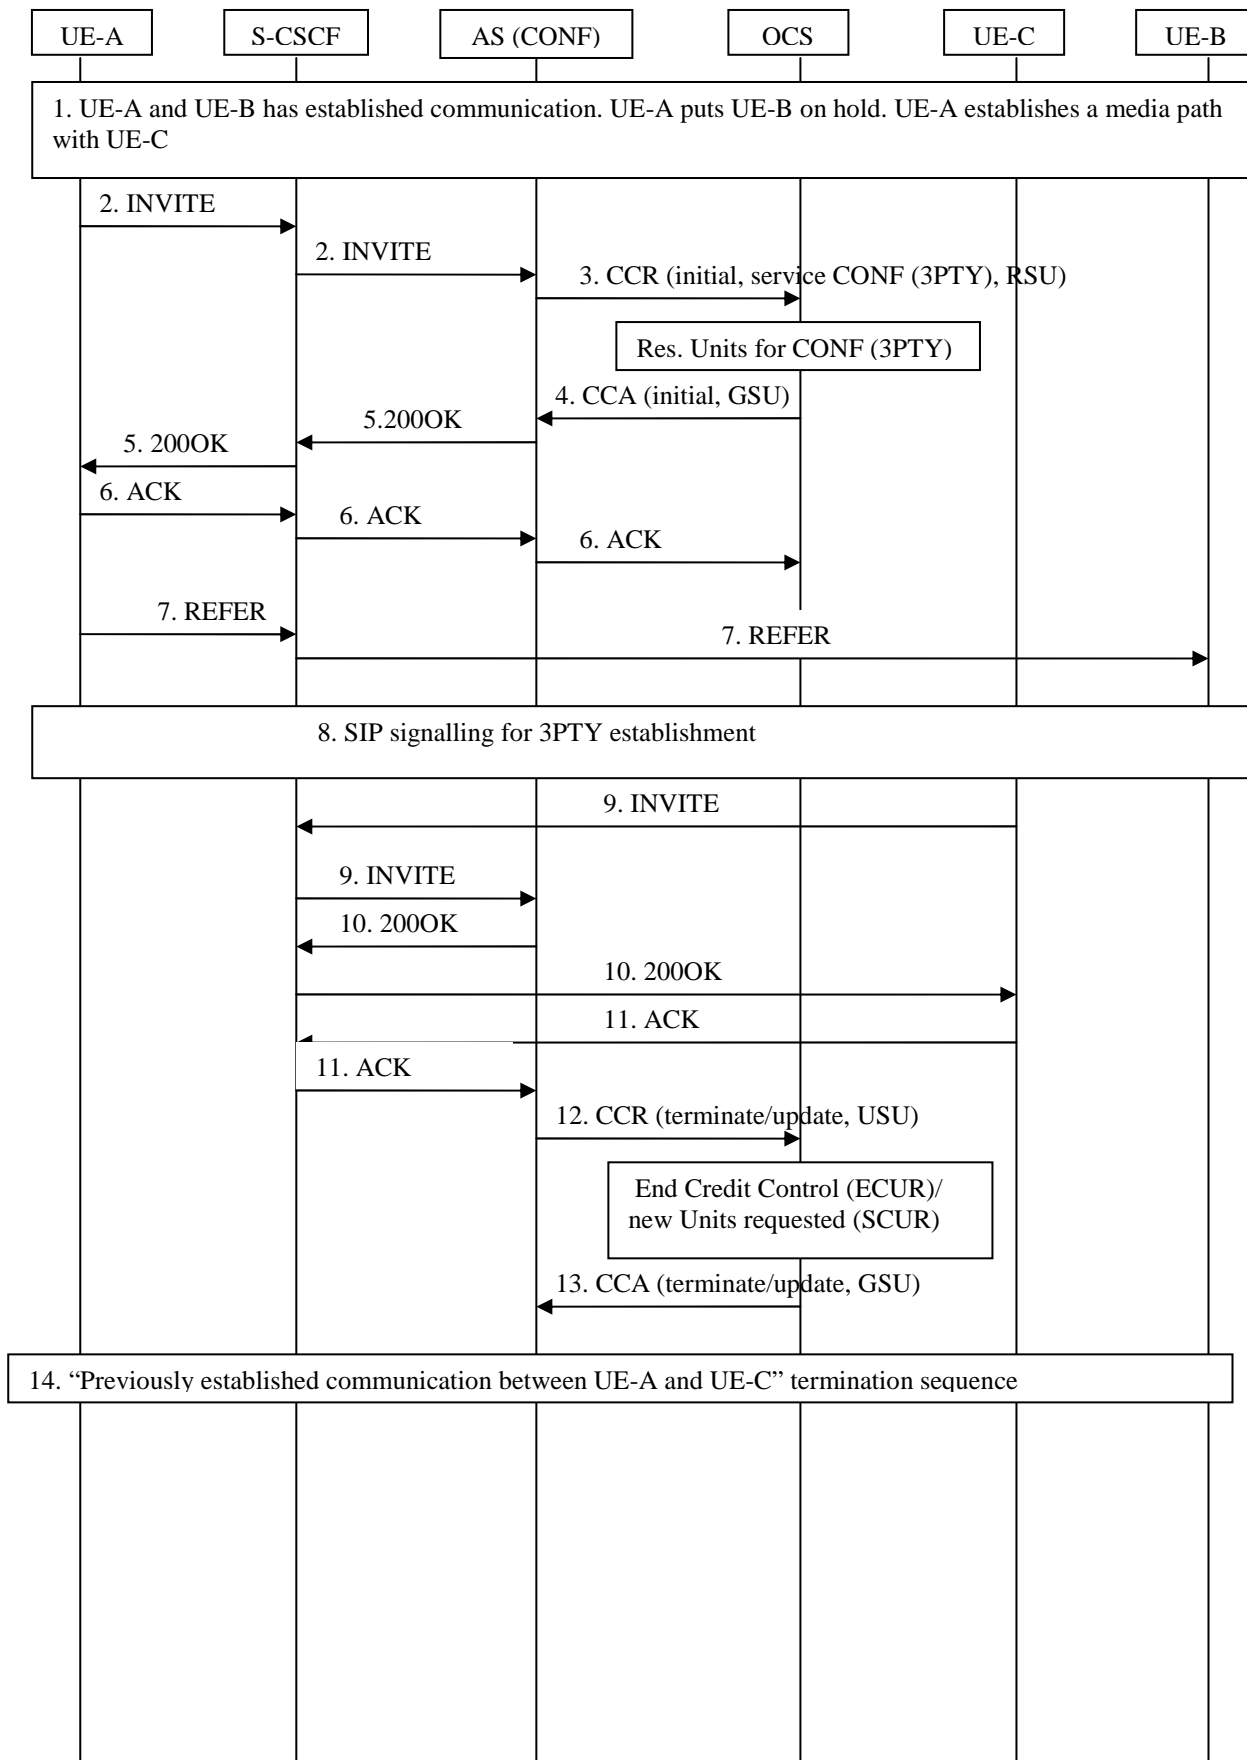 UE-A
S-CSCF
AS (CONF)
OCS
UE-C
UE-B
1. UE-A and UE-B has established communication. UE-A puts UE-B on hold. UE-A establishes a media path
with UE-C
2. INVITE
2. INVITE
3. CCR (initial, service CONF (3PTY), RSU)
Res. Units for CONF (3PTY)
4. CCA (initial, GSU)
5.200OK
5. 200OK
6. ACK
6. ACK
6. ACK
7. REFER
7. REFER
8. SIP signalling for 3PTY establishment
9. INVITE
9. INVITE
10. 200OK
10. 200OK
11. ACK
11. ACK
12. CCR (terminate/update, USU)
End Credit Control (ECUR)/
new Units requested (SCUR)
13. CCA (terminate/update, GSU)
14. “Previously established communication between UE-A and UE-C” termination sequence